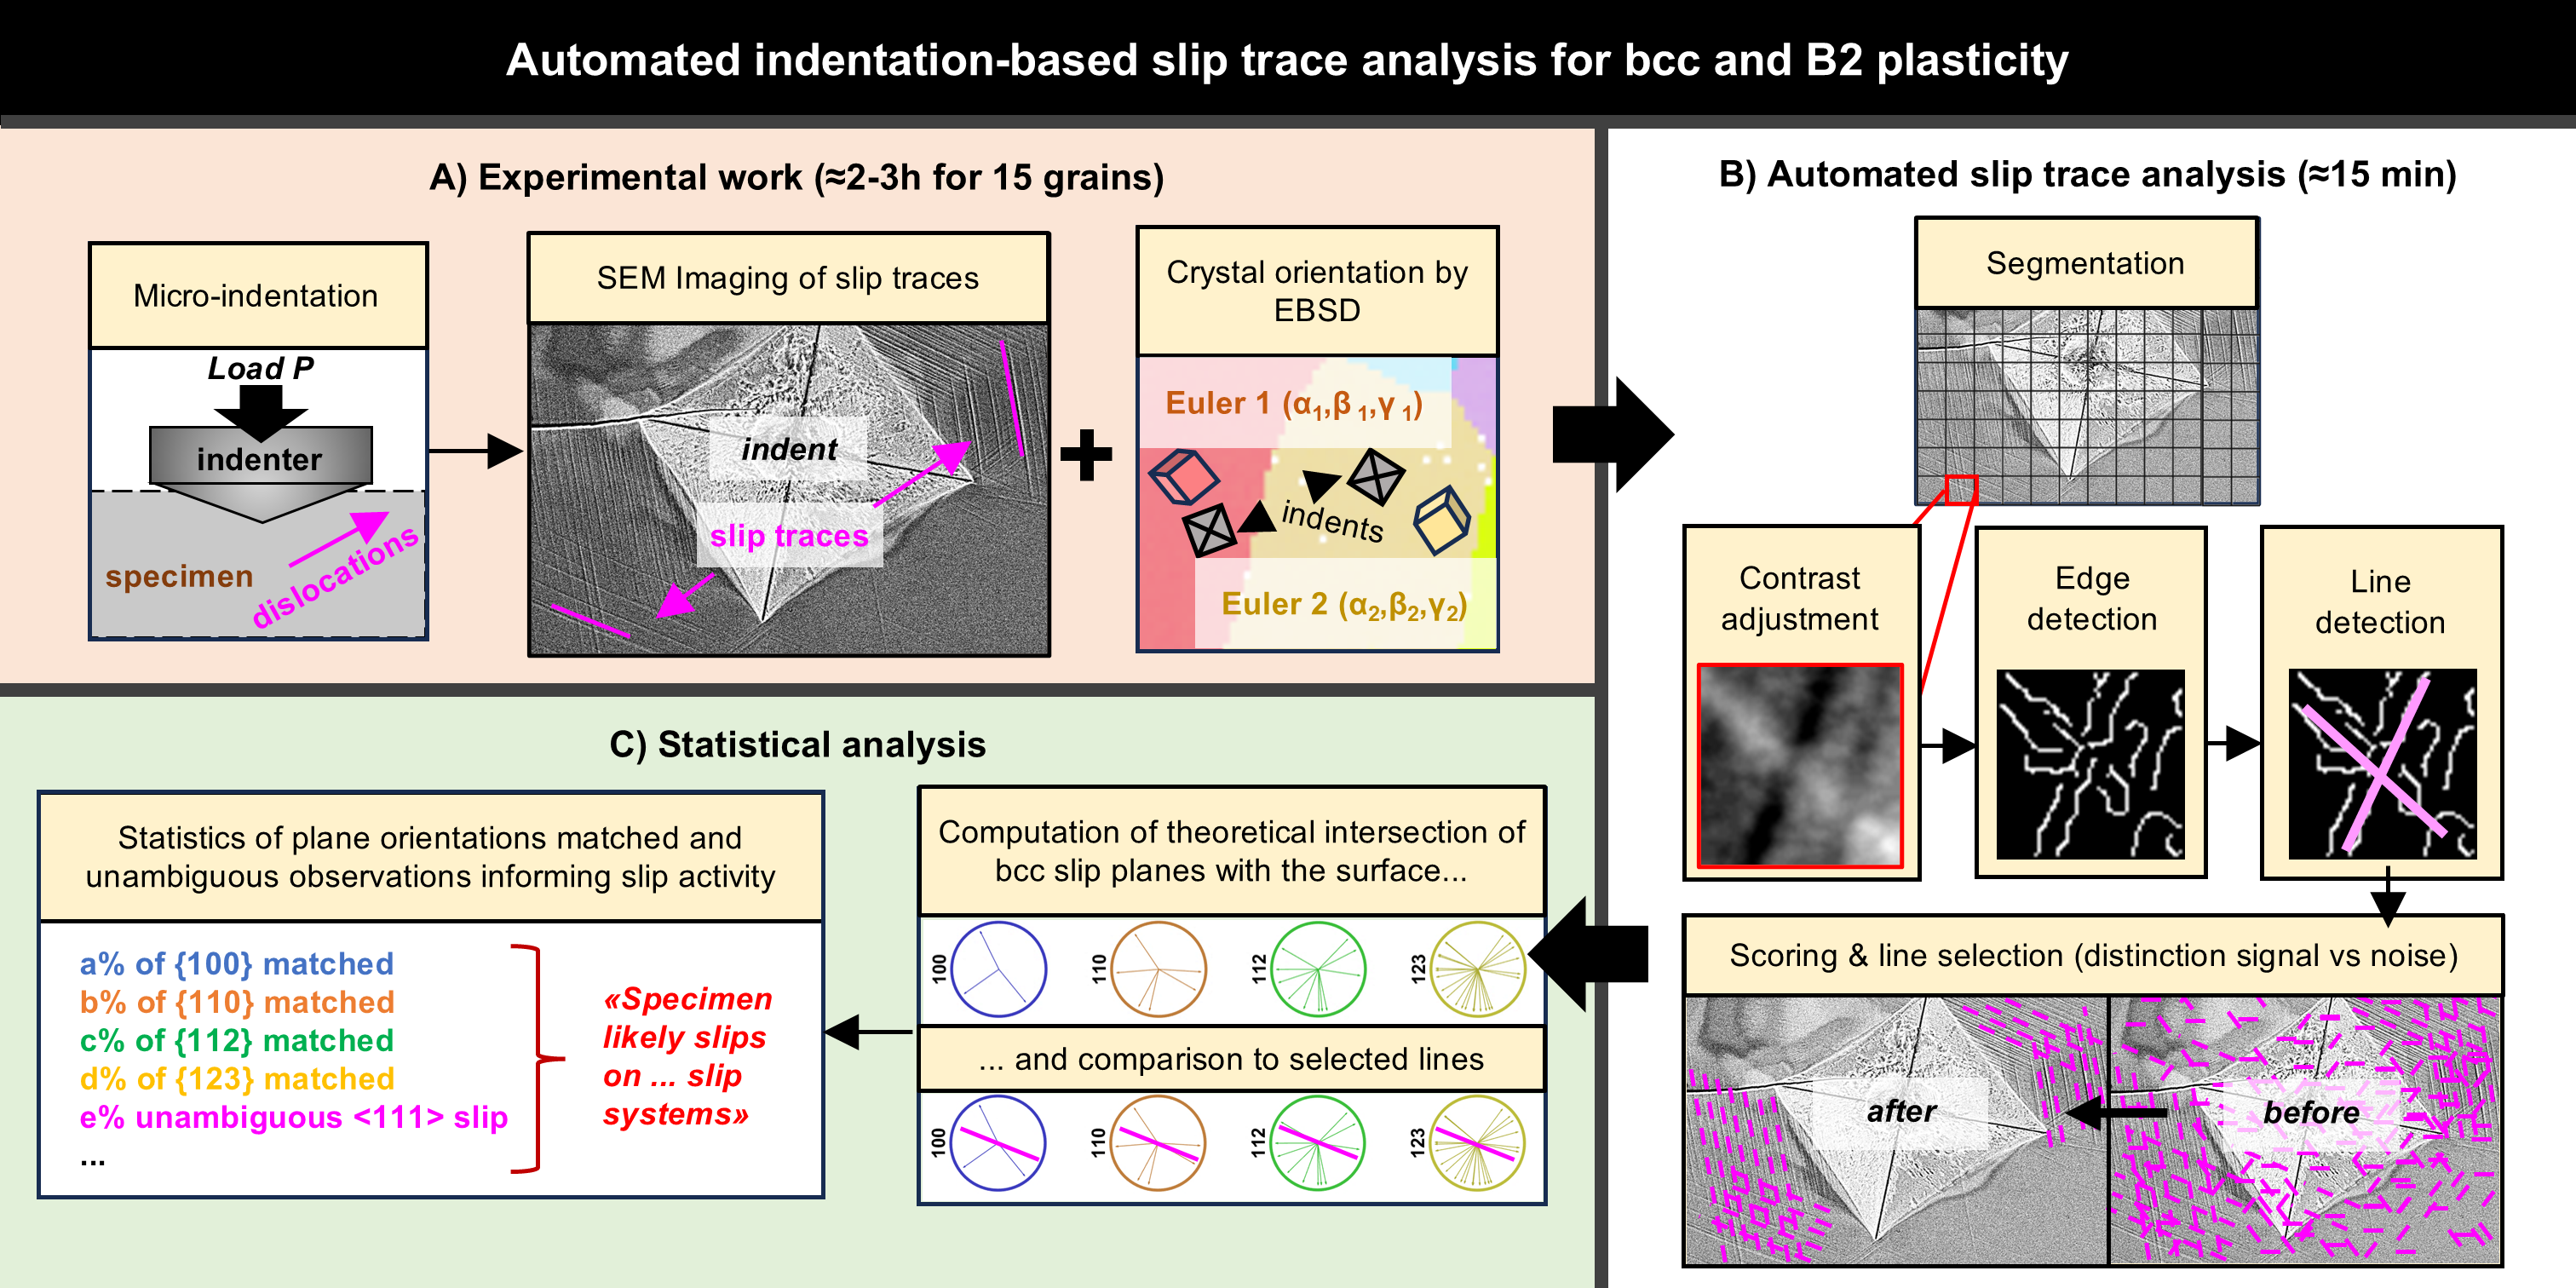 Automated indentation-based slip trace analysis for bcc and B2 plasticity
A) Experimental work (≈2-3h for 15 grains)
Micro-indentation
Load P
indenter
specimen
dislocations
SEM Imaging of slip traces
indent
slip traces
Crystal orientation by
EBSD
Euler 1 (α₁,β ₁,γ ₁)
indents
Euler 2 (α₂,β₂,γ₂)
B) Automated slip trace analysis (≈15 min)
Segmentation
Contrast
adjustment
Edge
detection
Line
detection
Scoring & line selection (distinction signal vs noise)
after
before
C) Statistical analysis
Computation of theoretical intersection of
bcc slip planes with the surface...
100
110
112
123
... and comparison to selected lines
100
110
112
123
Statistics of plane orientations matched and
unambiguous observations informing slip activity
a% of {100} matched
b% of {110} matched
c% of {112} matched
d% of {123} matched
e% unambiguous <111> slip
...
«Specimen
likely slips
on ... slip
systems»